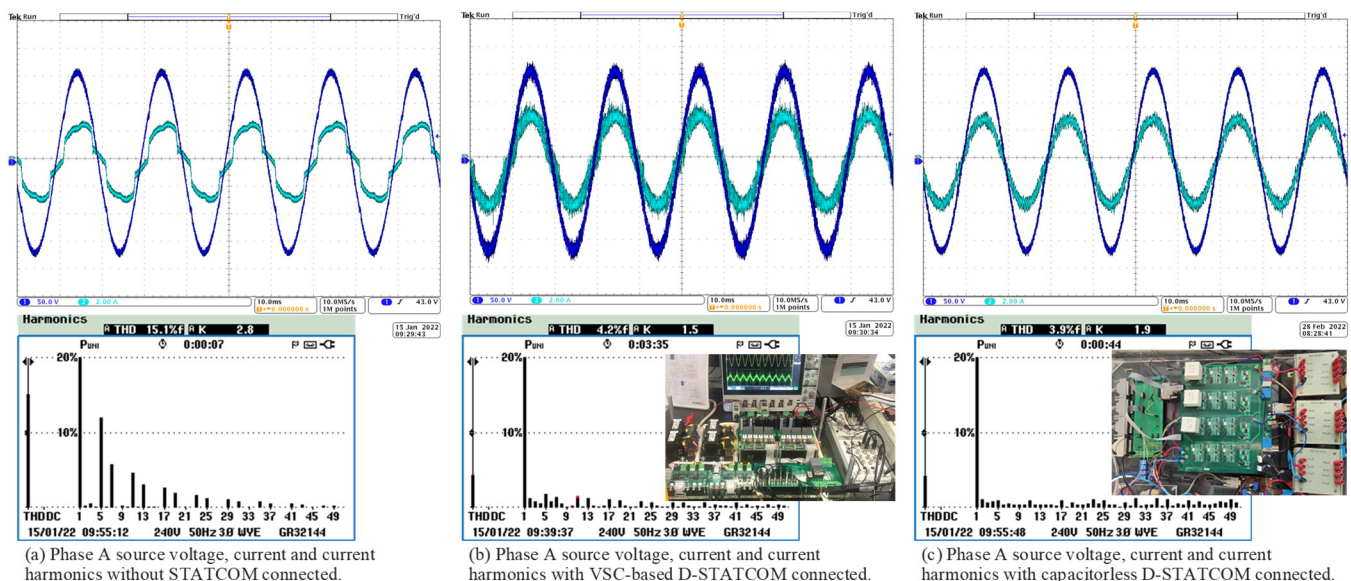 Tek Run Trig'd
Tek Run Trig'd
Tek Run Trig'd
1 50.0 V 2 2.00 A 10.0ms 10.0MS/s 1 43.0 V
0.000000 s 1M points
15 Jan 2022
09:29:43
1 50.0 V 2 2.00 A 10.0ms 10.0MS/s 1 43.0 V
0.000000 s 1M points
15 Jan 2022
09:30:34
1 50.0 V 2 2.00 A 10.0ms 10.0MS/s 1 43.0 V
0.000000 s 1M points
28 Feb 2022
08:28:41
Harmonics
A THD 15.1%f A K 2.8
PUNI 0:00:07
20%
10%
THDDC 1 5 9 13 17 21 25 29 33 37 41 45 49
15/01/22 09:55:12 240V 50Hz 3Ø WYE GR32144
(a) Phase A source voltage, current and current
harmonics without STATCOM connected.
Harmonics
A THD 4.2%f A K 1.5
PUNI 0:03:35
20%
10%
THDDC 1 5 9 13 17 21 25 29 33 37 41 45 49
15/01/22 09:39:37 240V 50Hz 3Ø WYE GR32144
(b) Phase A source voltage, current and current
harmonics with VSC-based D-STATCOM connected.
Harmonics
A THD 3.9%f A K 1.9
PUNI 0:00:44
20%
10%
THDDC 1 5 9 13 17 21 25 29 33 37 41 45 49
15/01/22 09:55:48 240V 50Hz 3Ø WYE GR32144
(c) Phase A source voltage, current and current
harmonics with capacitorless D-STATCOM connected.